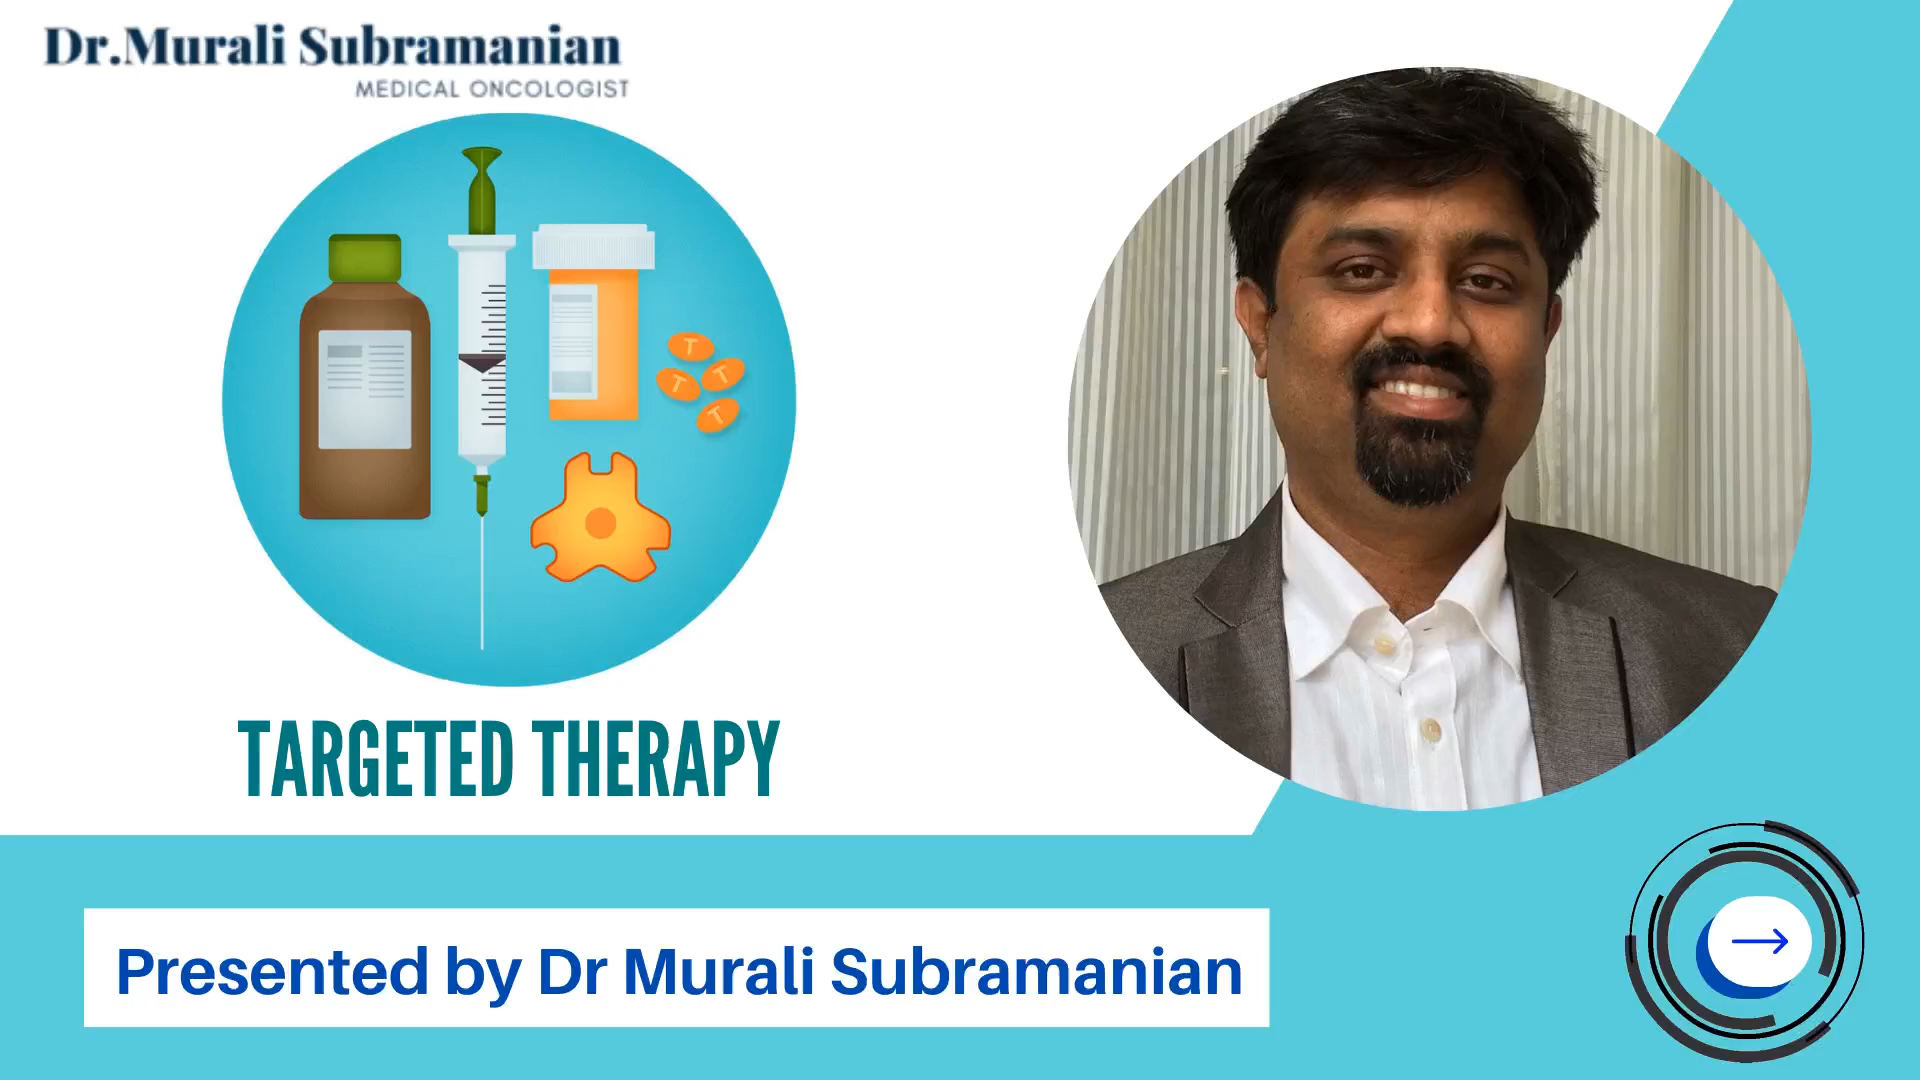 Dr.Murali Subramanian
MEDICAL ONCOLOGIST
T
T
T
T
TARGETED THERAPY
Presented by Dr Murali Subramanian